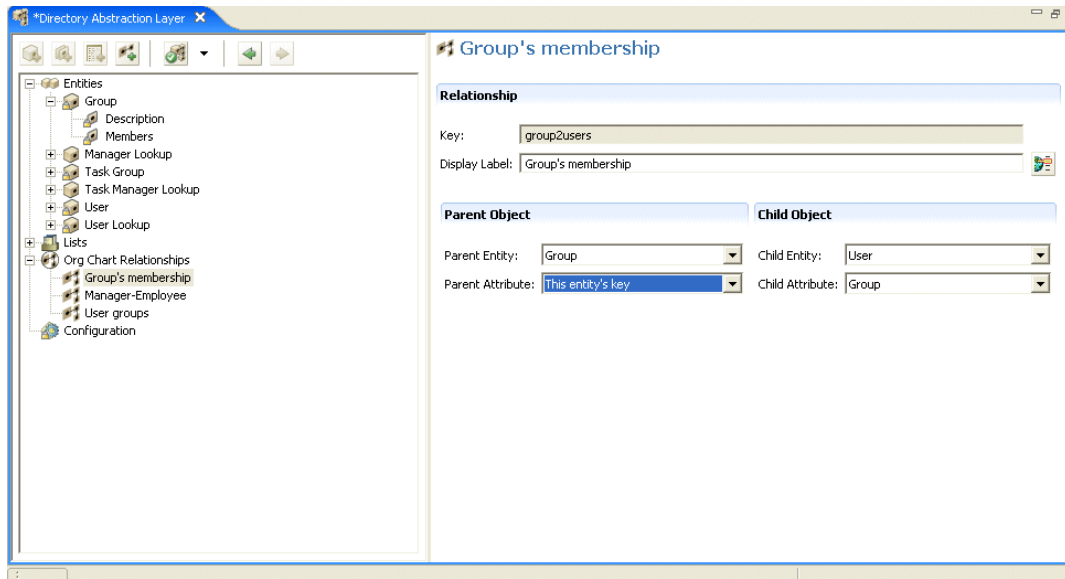 *Directory Abstraction Layer
Entities
Group
Description
Members
Manager Lookup
Task Group
Task Manager Lookup
User
User Lookup
Lists
Org Chart Relationships
Group's membership
Manager-Employee
User groups
Configuration
Group's membership
Relationship
Key: group2users
Display Label: Group's membership
Parent Object Child Object
Parent Entity: Group Child Entity: User
Parent Attribute: This entity's key Child Attribute: Group